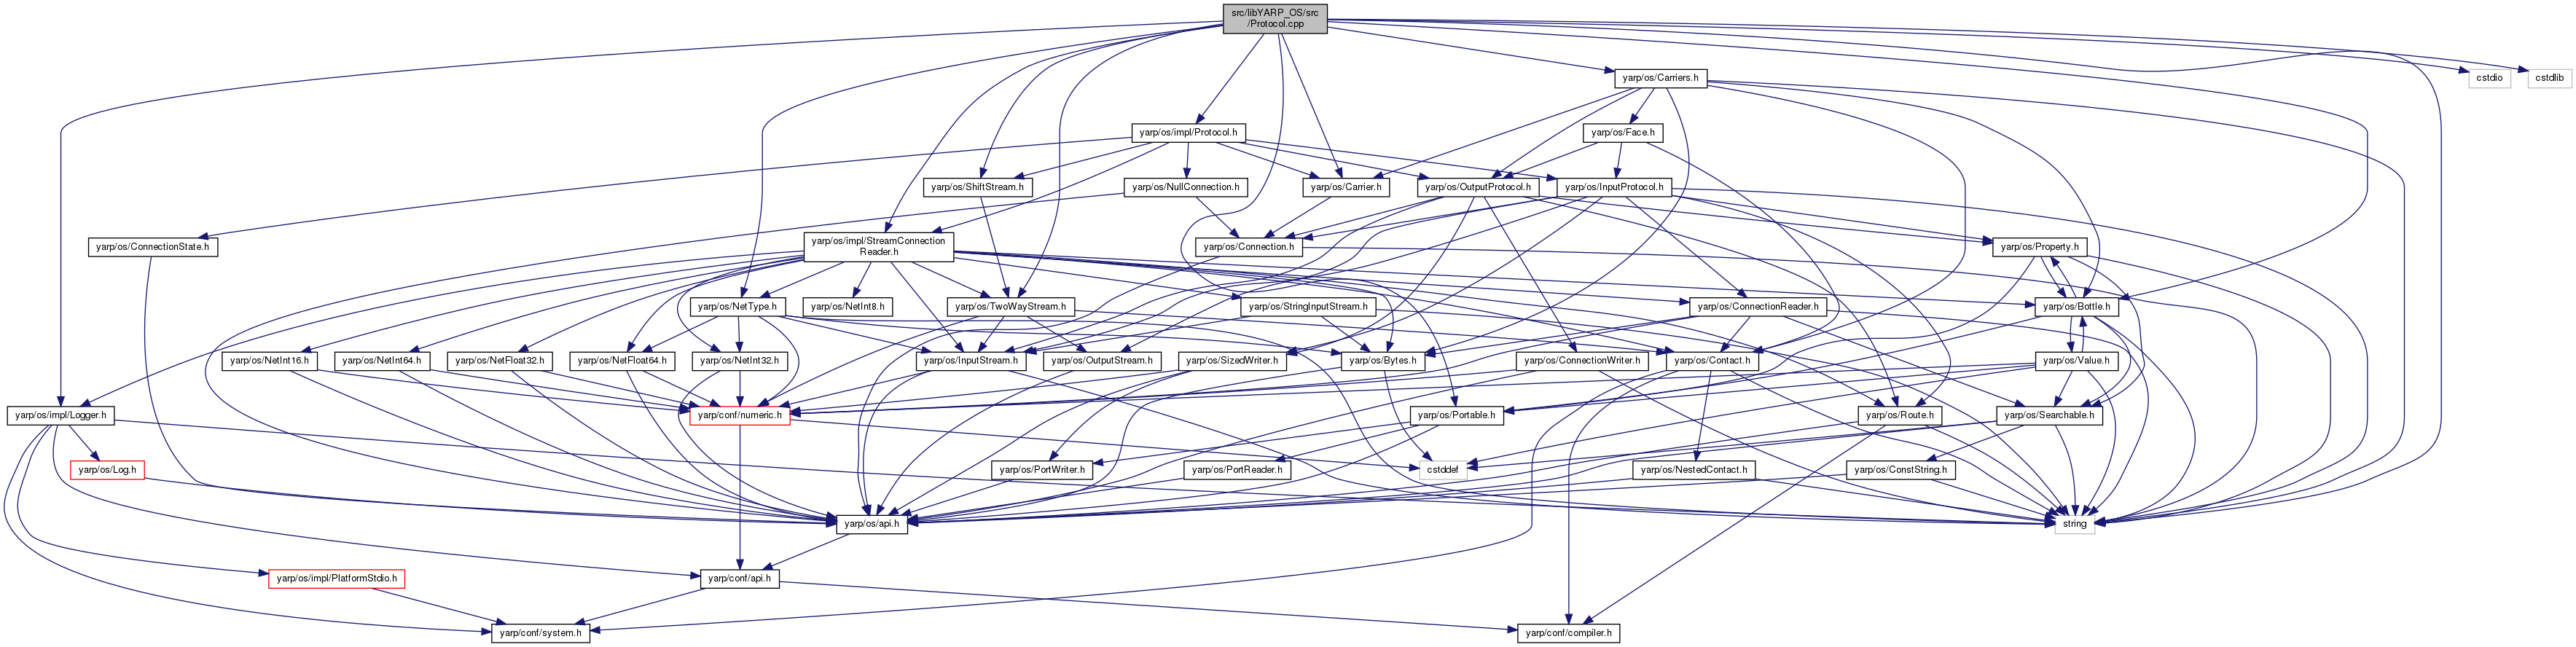 src/libYARP_OS/src
/Protocol.cpp
yarp/os/Carriers.h
cstdio
cstdlib
yarp/os/impl/Protocol.h
yarp/os/Face.h
yarp/os/ShiftStream.h
yarp/os/NullConnection.h
yarp/os/Carrier.h
yarp/os/OutputProtocol.h
yarp/os/InputProtocol.h
yarp/os/ConnectionState.h
yarp/os/impl/StreamConnection
Reader.h
yarp/os/Connection.h
yarp/os/Property.h
yarp/os/NetType.h
yarp/os/NetInt8.h
yarp/os/TwoWayStream.h
yarp/os/StringInputStream.h
yarp/os/ConnectionReader.h
yarp/os/Bottle.h
yarp/os/NetInt16.h
yarp/os/NetInt64.h
yarp/os/NetFloat32.h
yarp/os/NetFloat64.h
yarp/os/NetInt32.h
yarp/os/InputStream.h
yarp/os/OutputStream.h
yarp/os/SizedWriter.h
yarp/os/Bytes.h
yarp/os/ConnectionWriter.h
yarp/os/Contact.h
yarp/os/Value.h
yarp/os/impl/Logger.h
yarp/conf/numeric.h
yarp/os/Portable.h
yarp/os/Route.h
yarp/os/Searchable.h
yarp/os/Log.h
yarp/os/PortWriter.h
yarp/os/PortReader.h
cstddef
yarp/os/NestedContact.h
yarp/os/ConstString.h
yarp/os/api.h
string
yarp/os/impl/PlatformStdio.h
yarp/conf/api.h
yarp/conf/system.h
yarp/conf/compiler.h